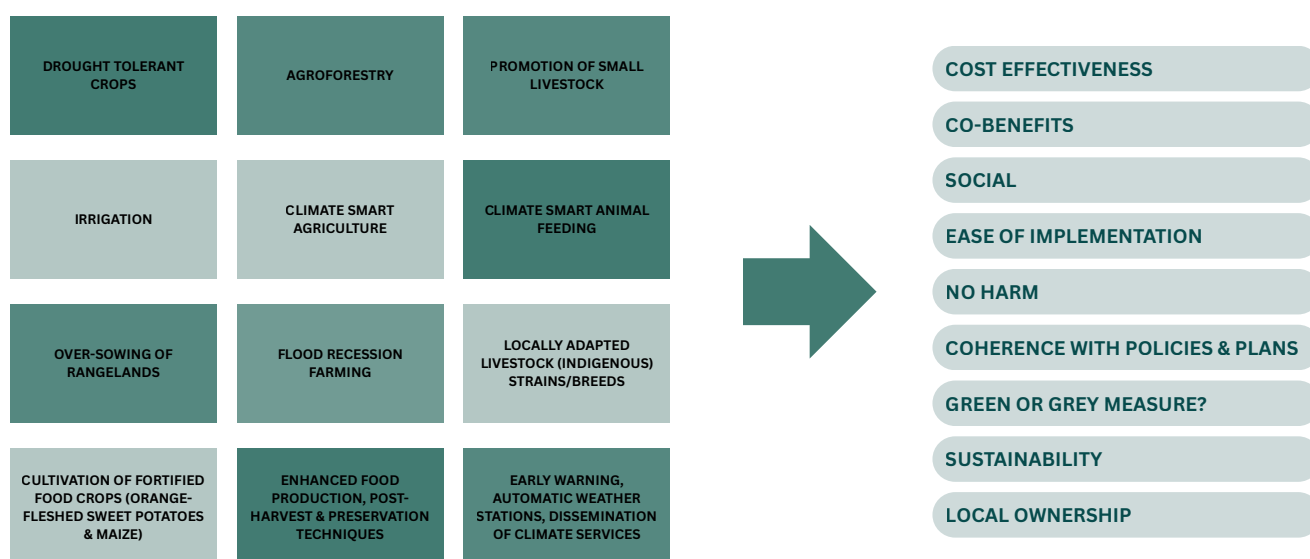 DROUGHT TOLERANT
CROPS
AGROFORESTRY
PROMOTION OF SMALL
LIVESTOCK
IRRIGATION
CLIMATE SMART
AGRICULTURE
CLIMATE SMART ANIMAL
FEEDING
OVER-SOWING OF
RANGELANDS
FLOOD RECESSION
FARMING
LOCALLY ADAPTED
LIVESTOCK (INDIGENOUS)
STRAINS/BREEDS
CULTIVATION OF FORTIFIED
FOOD CROPS (ORANGE-
FLESHED SWEET POTATOES
& MAIZE)
ENHANCED FOOD
PRODUCTION, POST-
HARVEST & PRESERVATION
TECHNIQUES
EARLY WARNING,
AUTOMATIC WEATHER
STATIONS, DISSEMINATION
OF CLIMATE SERVICES
COST EFFECTIVENESS
CO-BENEFITS
SOCIAL
EASE OF IMPLEMENTATION
NO HARM
COHERENCE WITH POLICIES & PLANS
GREEN OR GREY MEASURE?
SUSTAINABILITY
LOCAL OWNERSHIP